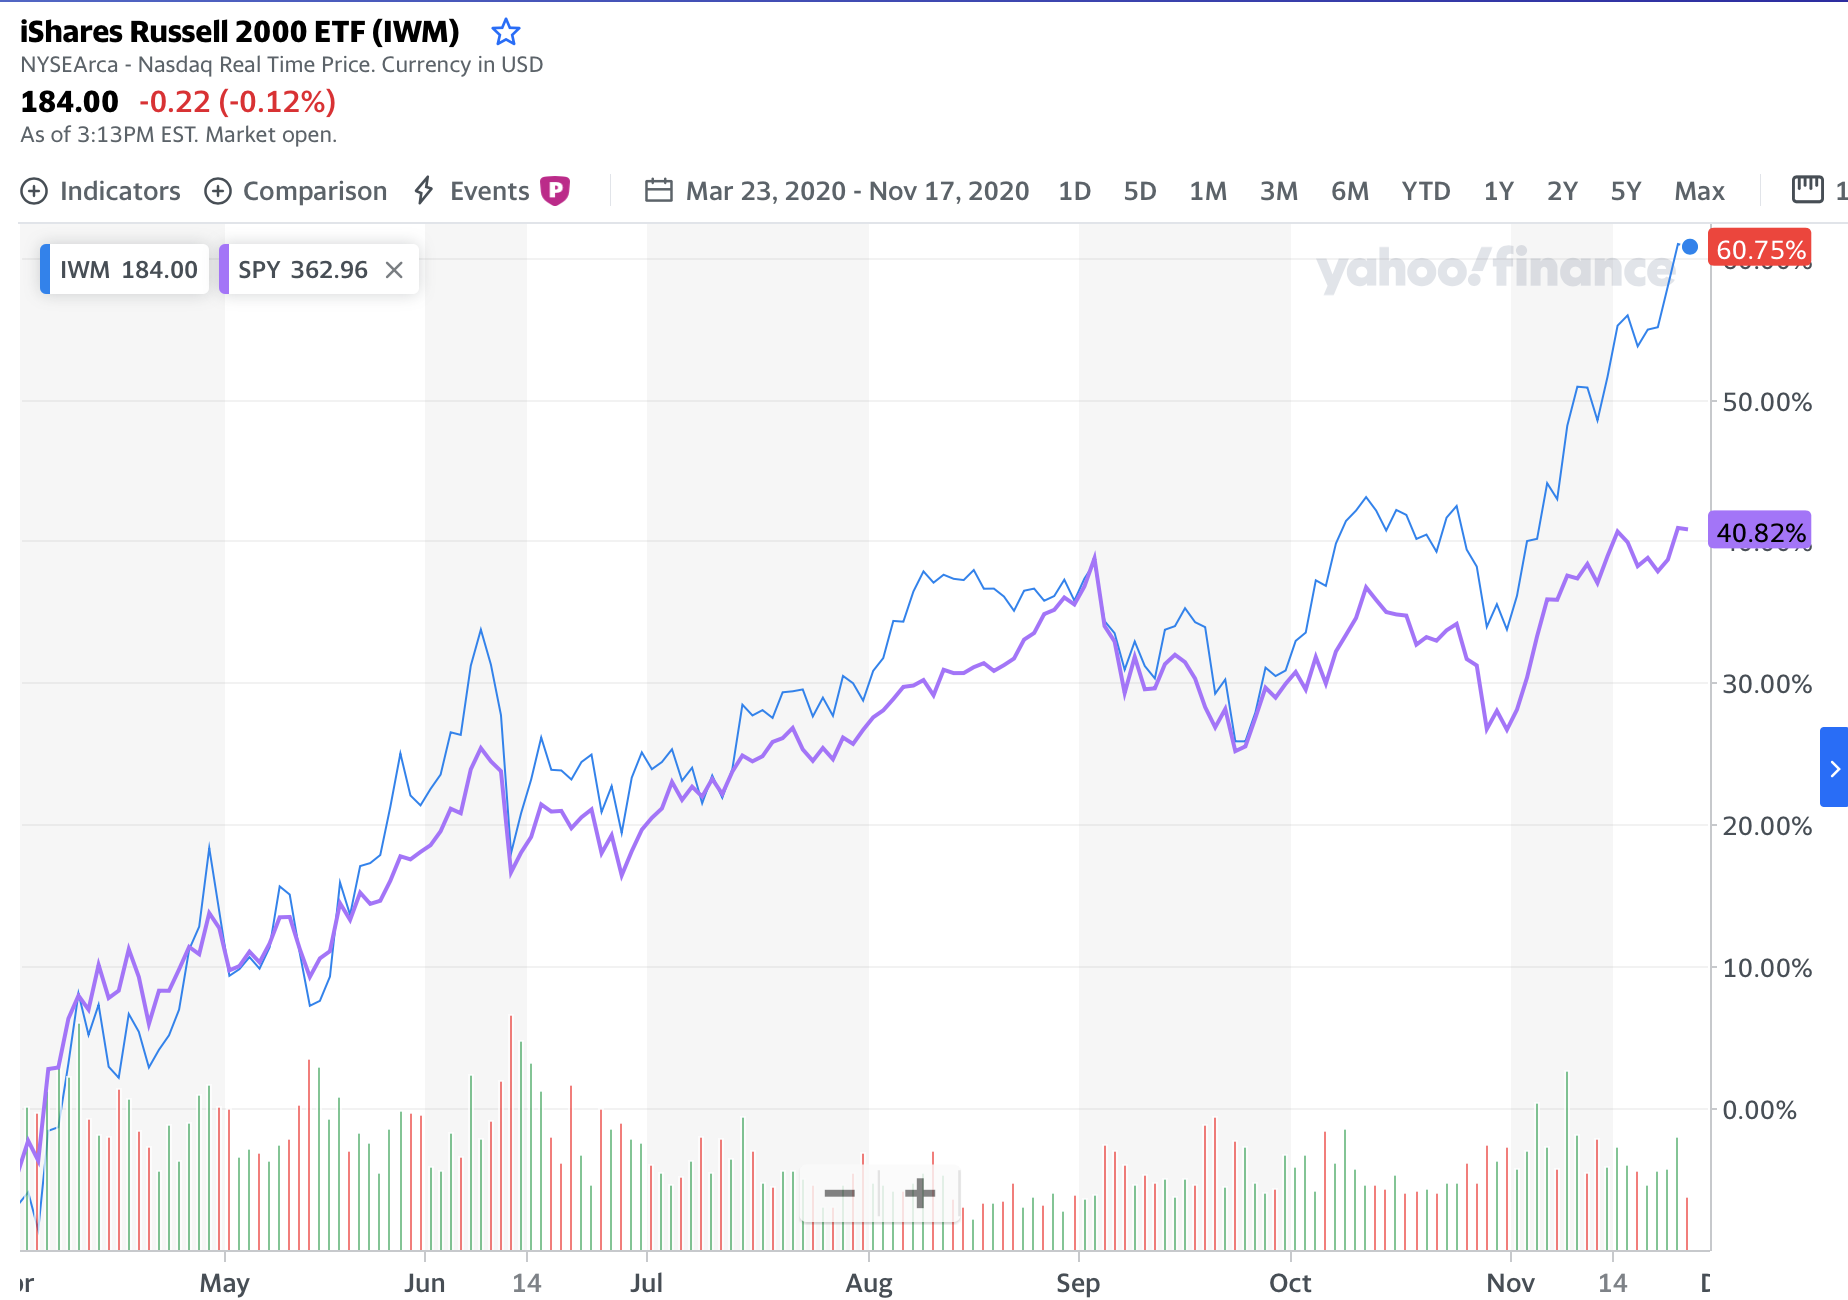 iShares Russell 2000 ETF (IWM)
NYSEArca - Nasdaq Real Time Price. Currency in USD
184.00 -0.22 (-0.12%)
As of 3:13PM EST. Market open.
Indicators Comparison Events P Mar 23, 2020 - Nov 17, 2020 1D 5D 1M 3M 6M YTD 1Y 2Y 5Y Max 1
IWM 184.00 SPY 362.96
yahoo!finance
60.75%
50.00%
40.82%
30.00%
20.00%
10.00%
0.00%
May Jun 14 Jul Aug Sep Oct Nov 14